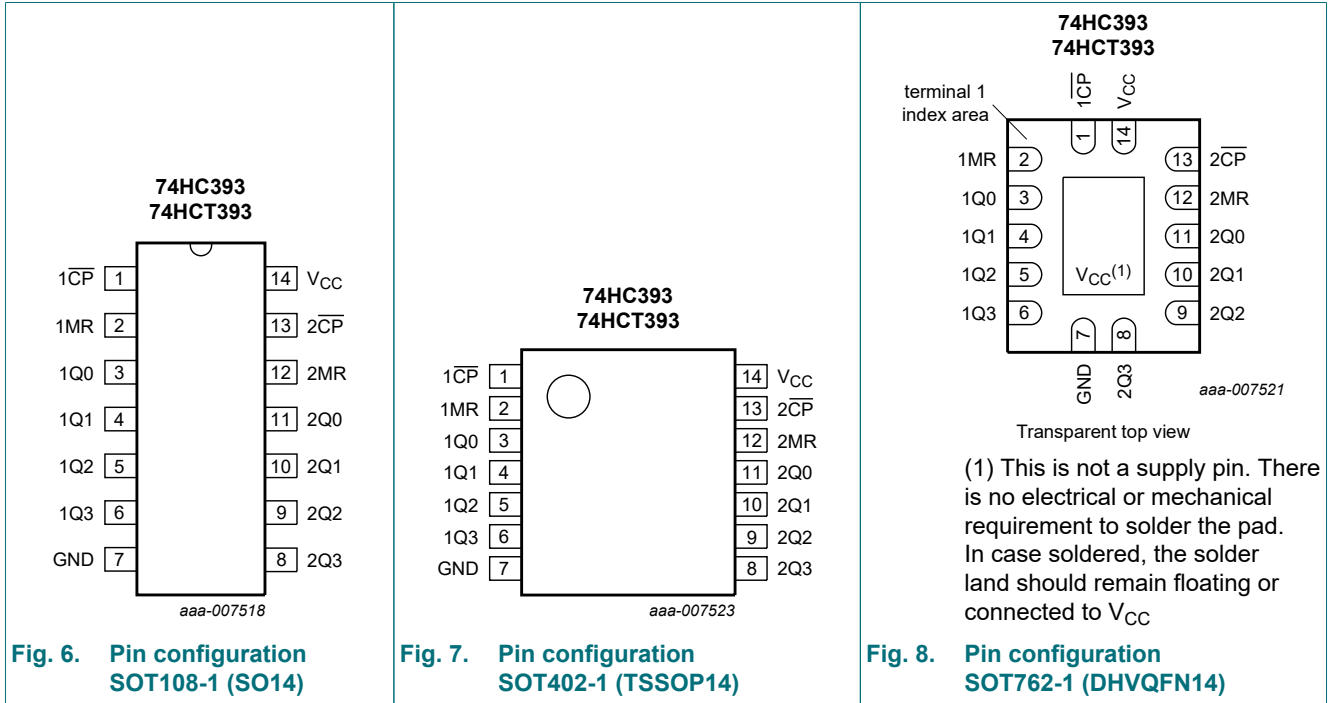 74HC393
74HCT393
1C̅P̅ 1
1MR 2
1Q0 3
1Q1 4
1Q2 5
1Q3 6
GND 7
14 VCC
13 2C̅P̅
12 2MR
11 2Q0
10 2Q1
9 2Q2
8 2Q3
aaa-007518
Fig. 6. Pin configuration
SOT108-1 (SO14)
74HC393
74HCT393
1C̅P̅ 1
1MR 2
1Q0 3
1Q1 4
1Q2 5
1Q3 6
GND 7
14 VCC
13 2C̅P̅
12 2MR
11 2Q0
10 2Q1
9 2Q2
8 2Q3
aaa-007523
Fig. 7. Pin configuration
SOT402-1 (TSSOP14)
74HC393
74HCT393
terminal 1
index area
1C̅P̅ 1
VCC 14
1MR 2
1Q0 3
1Q1 4
1Q2 5
1Q3 6
13 2C̅P̅
12 2MR
11 2Q0
10 2Q1
9 2Q2
VCC(1)
7 GND
8 2Q3
aaa-007521
Transparent top view
(1) This is not a supply pin. There
is no electrical or mechanical
requirement to solder the pad.
In case soldered, the solder
land should remain floating or
connected to VCC
Fig. 8. Pin configuration
SOT762-1 (DHVQFN14)